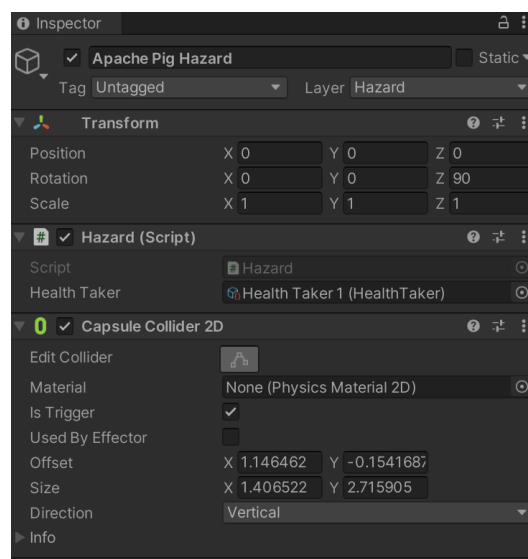 Inspector
Apache Pig Hazard Static
Tag Untagged Layer Hazard
Transform
Position X 0 Y 0 Z 0
Rotation X 0 Y 0 Z 90
Scale X 1 Y 1 Z 1
# Hazard (Script)
Script # Hazard
Health Taker Health Taker 1 (HealthTaker)
Capsule Collider 2D
Edit Collider
Material None (Physics Material 2D)
Is Trigger
Used By Effector
Offset X 1.146462 Y -0.1541687
Size X 1.406522 Y 2.715905
Direction Vertical
Info